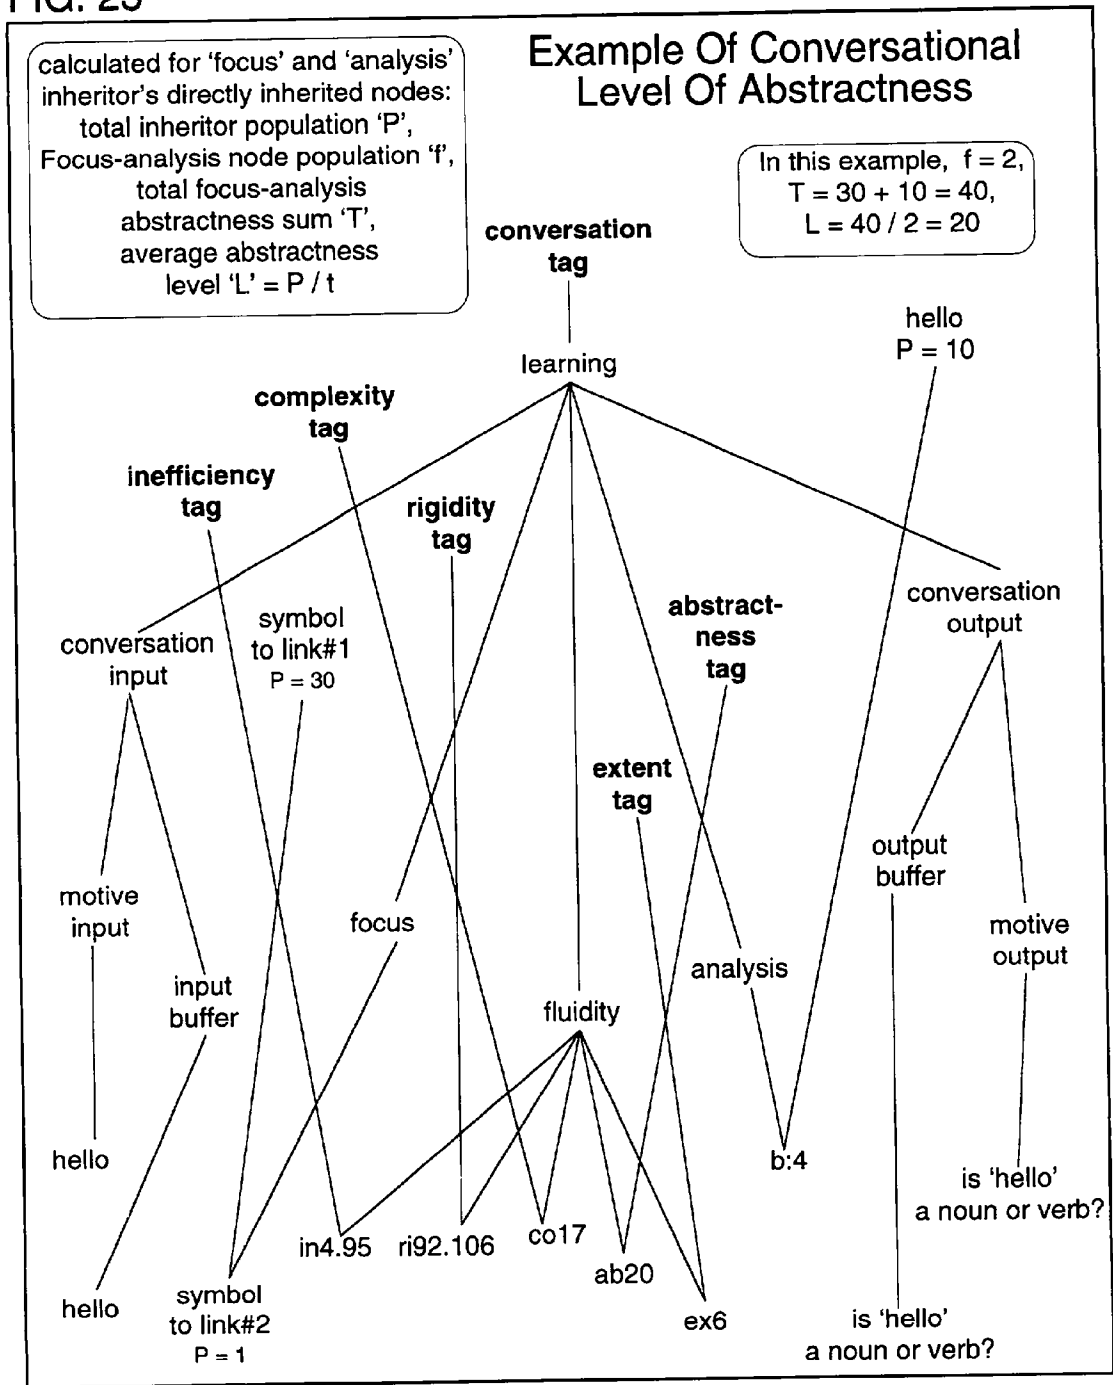 FIG. 25
Example Of Conversational
Level Of Abstractness
calculated for ‘focus’ and ‘analysis’
inheritor’s directly inherited nodes:
total inheritor population ‘P’,
Focus-analysis node population ‘f’,
total focus-analysis
abstractness sum ‘T’,
average abstractness
level ‘L’ = P / t
In this example, f = 2,
T = 30 + 10 = 40,
L = 40 / 2 = 20
conversation
tag
hello
P = 10
learning
complexity
tag
inefficiency
tag
rigidity
tag
conversation
output
abstract-
ness
tag
symbol
to link#1
P = 30
conversation
input
extent
tag
output
buffer
motive
input
focus
motive
output
analysis
input
buffer
fluidity
hello
b:4
is ‘hello’
a noun or verb?
in4.95
ri92.106
co17
ab20
hello
symbol
to link#2
P = 1
ex6
is ‘hello’
a noun or verb?